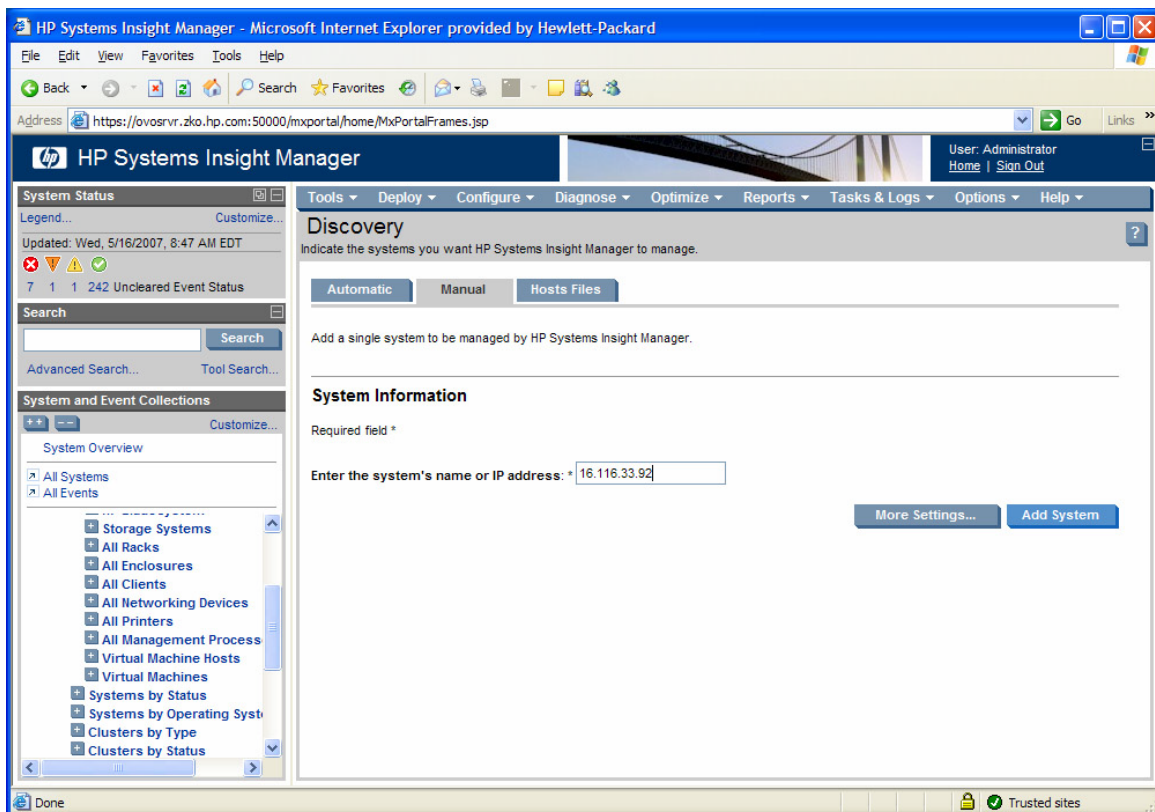 HP Systems Insight Manager - Microsoft Internet Explorer provided by Hewlett-Packard
File Edit View Favorites Tools Help
Back Search Favorites
Address https://ovosrvr.zko.hp.com:50000/mxportal/home/MxPortalFrames.jsp Go Links »
hp HP Systems Insight Manager
User: Administrator
Home | Sign Out
System Status
Legend... Customize...
Updated: Wed, 5/16/2007, 8:47 AM EDT
7 1 1 242 Uncleared Event Status
Search
Search
Advanced Search... Tool Search...
System and Event Collections
++ -- Customize...
System Overview
All Systems
All Events
Storage Systems
All Racks
All Enclosures
All Clients
All Networking Devices
All Printers
All Management Process
Virtual Machine Hosts
Virtual Machines
Systems by Status
Systems by Operating Syst
Clusters by Type
Clusters by Status
Tools Deploy Configure Diagnose Optimize Reports Tasks & Logs Options Help
Discovery
Indicate the systems you want HP Systems Insight Manager to manage.
?
Automatic Manual Hosts Files
Add a single system to be managed by HP Systems Insight Manager.
System Information
Required field *
Enter the system's name or IP address: * 16.116.33.92
More Settings... Add System
Done Trusted sites